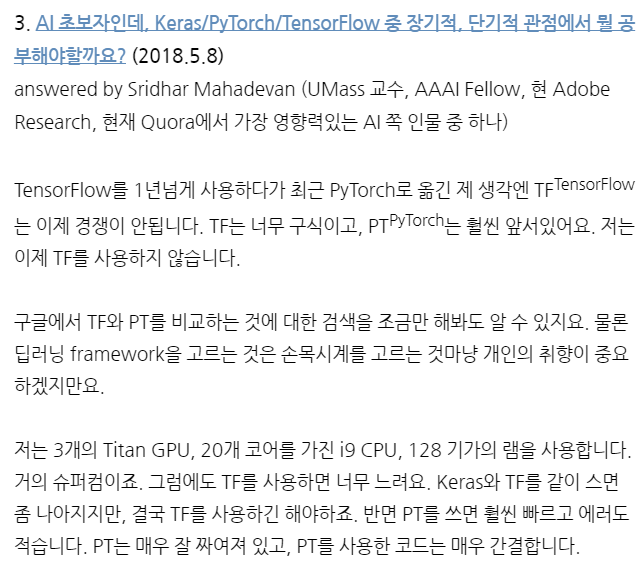 3. AI 초보자인데, Keras/PyTorch/TensorFlow 중 장기적, 단기적 관점에서 뭘 공
부해야할까요? (2018.5.8)
answered by Sridhar Mahadevan (UMass 교수, AAAI Fellow, 현 Adobe
Research, 현재 Quora에서 가장 영향력있는 AI 쪽 인물 중 하나)
TensorFlow를 1년넘게 사용하다가 최근 PyTorch로 옮긴 제 생각엔 TF TensorFlow
는 이제 경쟁이 안됩니다. TF는 너무 구식이고, PT PyTorch는 훨씬 앞서있어요. 저는
이제 TF를 사용하지 않습니다.
구글에서 TF와 PT를 비교하는 것에 대한 검색을 조금만 해봐도 알 수 있지요. 물론
딥러닝 framework을 고르는 것은 손목시계를 고르는 것마냥 개인의 취향이 중요
하겠지만요.
저는 3개의 Titan GPU, 20개 코어를 가진 i9 CPU, 128 기가의 램을 사용합니다.
거의 슈퍼컴이죠. 그럼에도 TF를 사용하면 너무 느려요. Keras와 TF를 같이 스면
좀 나아지지만, 결국 TF를 사용하긴 해야하죠. 반면 PT를 쓰면 훨씬 빠르고 에러도
적습니다. PT는 매우 잘 짜여져 있고, PT를 사용한 코드는 매우 간결합니다.